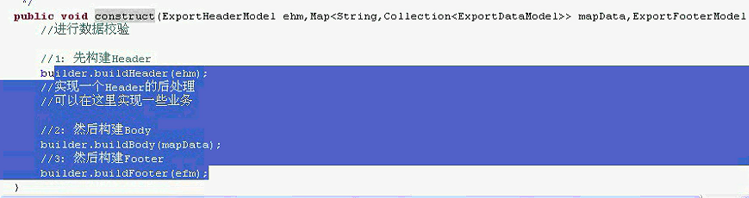 */
public void construct(ExportHeaderModel ehm,Map<String,Collection<ExportDataModel>> mapData,ExportFooterModel
//进行数据校验
//1: 先构建Header
builder.buildHeader(ehm);
//实现一个Header的后处理
//可以在这里实现一些业务
//2: 然后构建Body
builder.buildBody(mapData);
//3: 然后构建Footer
builder.buildFooter(efm);
}